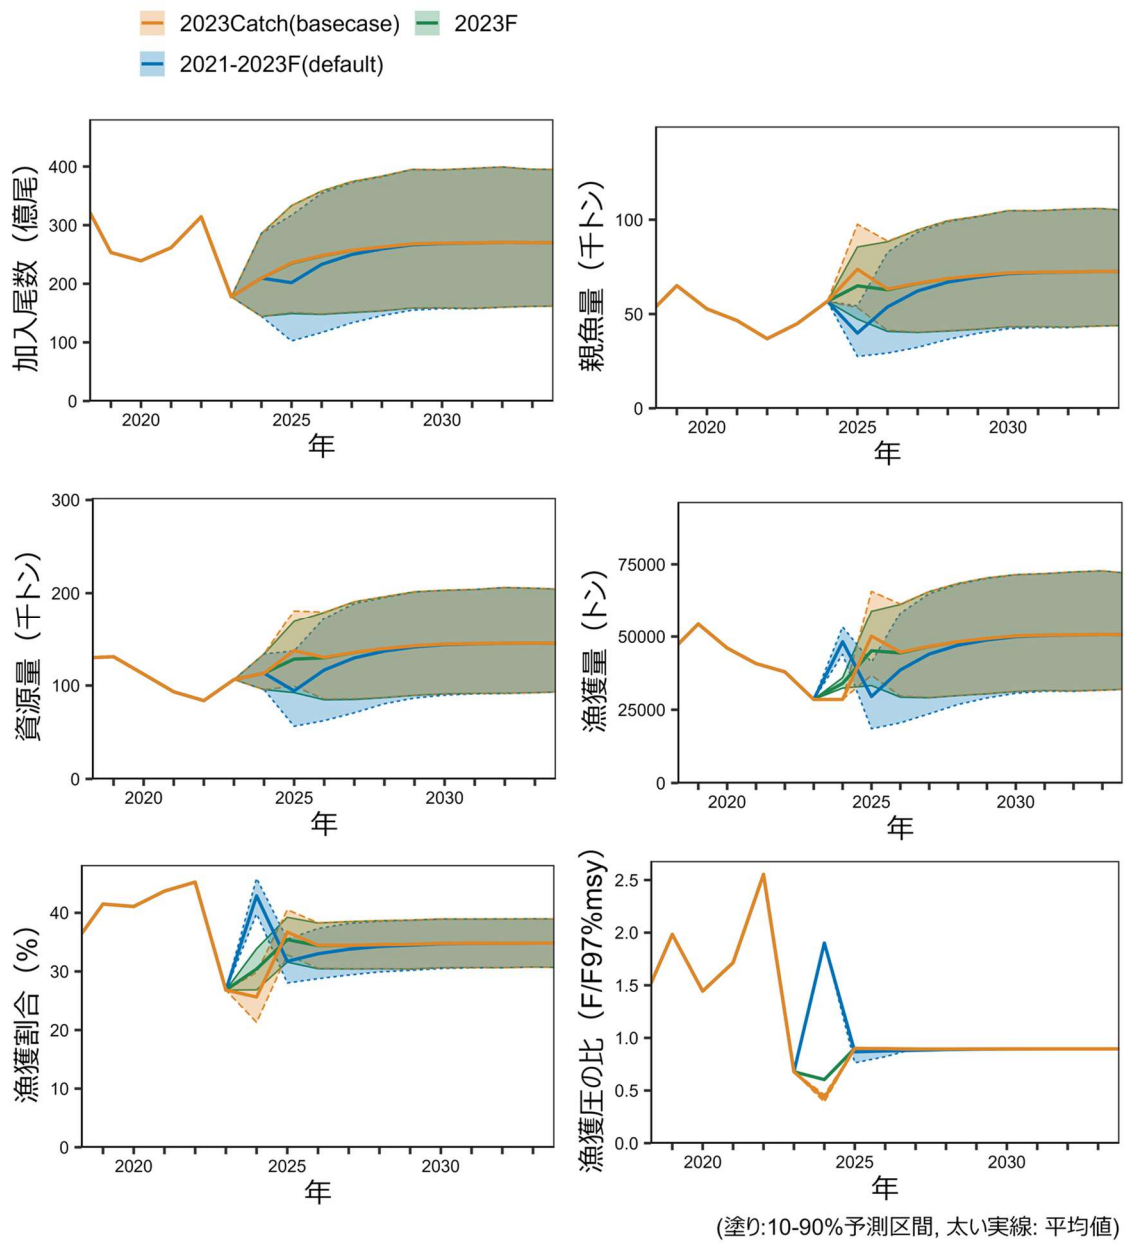 2023Catch(basecase) 2023F
2021-2023F(default)
加入尾数（億尾）
400
300
200
100
0
2020 2025 2030
年
親魚量（千トン）
100
50
0
2020 2025 2030
年
資源量（千トン）
300
200
100
0
2020 2025 2030
年
漁獲量（トン）
75000
50000
25000
0
2020 2025 2030
年
漁獲割合（%）
40
30
20
10
0
2020 2025 2030
年
漁獲圧の比（F/F97%msy）
2.5
2.0
1.5
1.0
0.5
0.0
2020 2025 2030
年
(塗り:10-90%予測区間, 太い実線: 平均値)